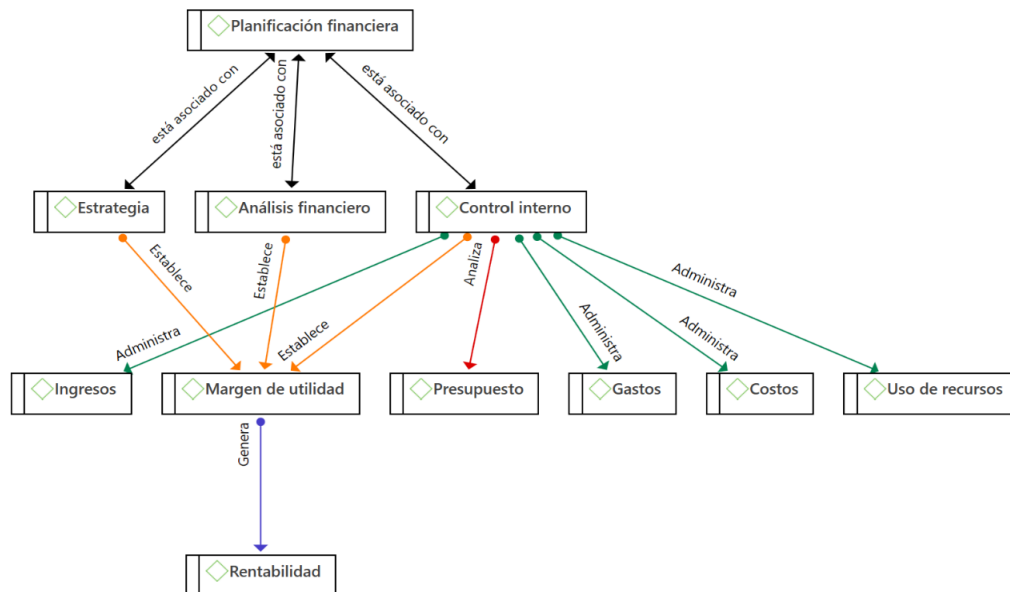 Planificación financiera
está asociado con
está asociado con
está asociado con
Estrategia
Análisis financiero
Control interno
Establece
Establece
Analiza
Administra
Administra
Establece
Administra
Administra
Ingresos
Margen de utilidad
Presupuesto
Gastos
Costos
Uso de recursos
Genera
Rentabilidad